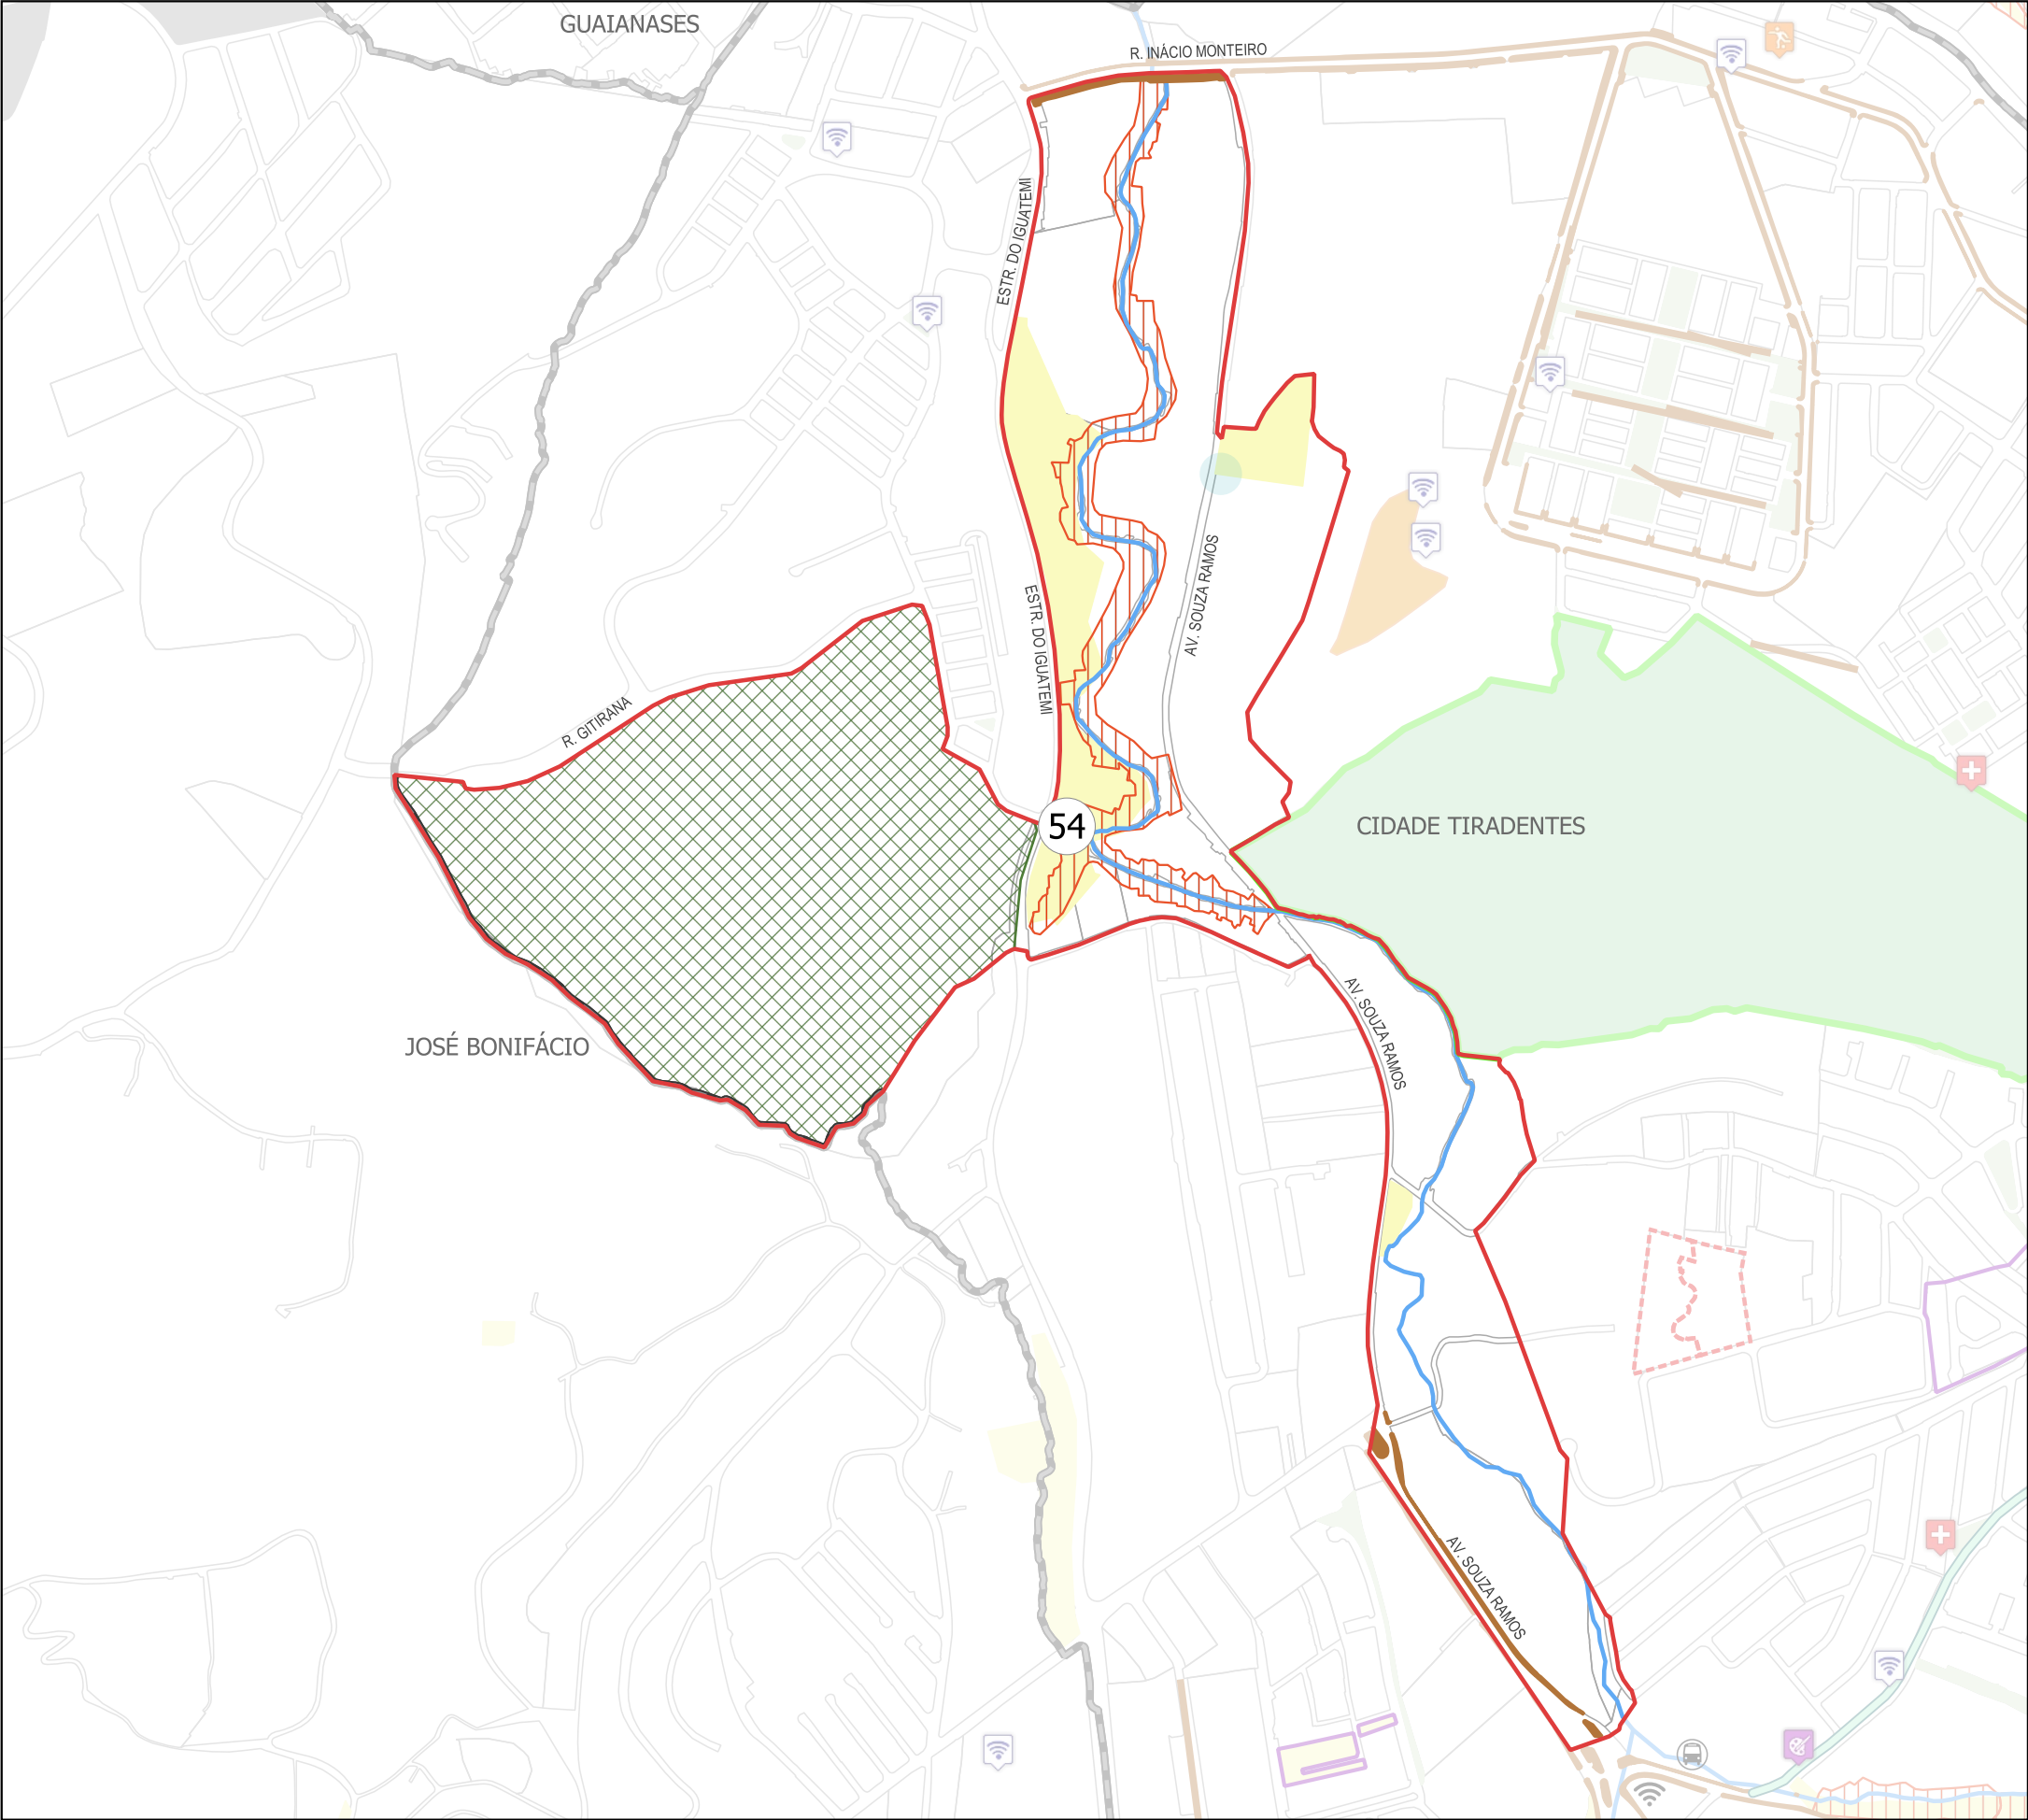 GUAIANASES
R. INÁCIO MONTEIRO
ESTR. DO IGUATEMI
AV. SOUZA RAMOS
ESTR. DO IGUATEMI
R. GITIRANA
54
CIDADE TIRADENTES
JOSÉ BONIFÁCIO
AV. SOUZA RAMOS
AV. SOUZA RAMOS